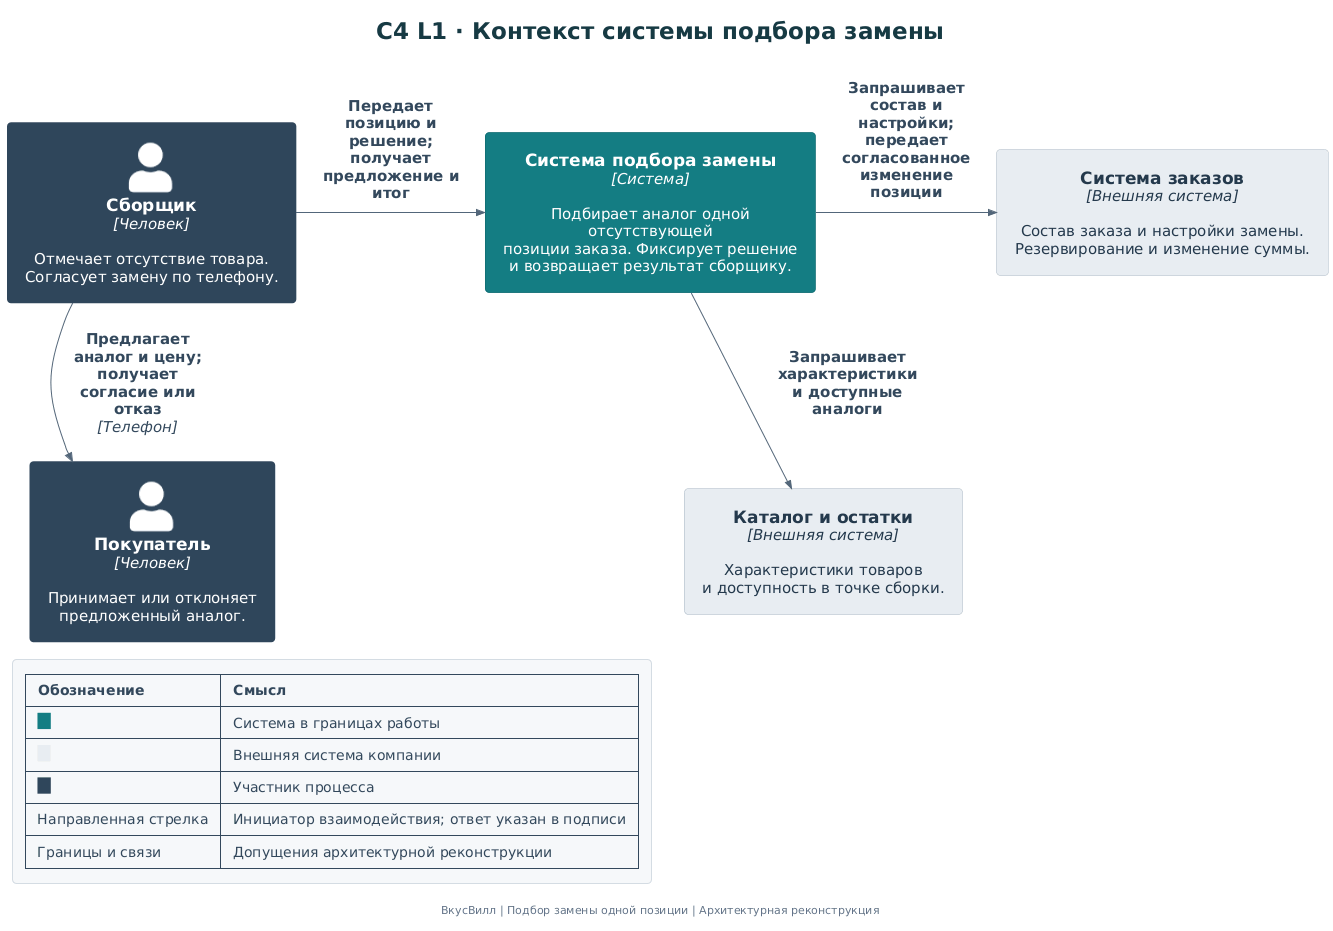 C4 L1 · Контекст системы подбора замены
Передает
позицию и
решение;
получает
предложение и
итог
Запрашивает
состав и
настройки;
передает
согласованное
изменение
позиции
Сборщик
[Человек]
Отмечает отсутствие товара.
Согласует замену по телефону.
Система подбора замены
[Система]
Подбирает аналог одной
отсутствующей
позиции заказа. Фиксирует решение
и возвращает результат сборщику.
Система заказов
[Внешняя система]
Состав заказа и настройки замены.
Резервирование и изменение суммы.
Предлагает
аналог и цену;
получает
согласие или
отказ
[Телефон]
Запрашивает
характеристики
и доступные
аналоги
Покупатель
[Человек]
Принимает или отклоняет
предложенный аналог.
Каталог и остатки
[Внешняя система]
Характеристики товаров
и доступность в точке сборки.
Обозначение Смысл
Система в границах работы
Внешняя система компании
Участник процесса
Направленная стрелка Инициатор взаимодействия; ответ указан в подписи
Границы и связи Допущения архитектурной реконструкции
ВкусВилл | Подбор замены одной позиции | Архитектурная реконструкция